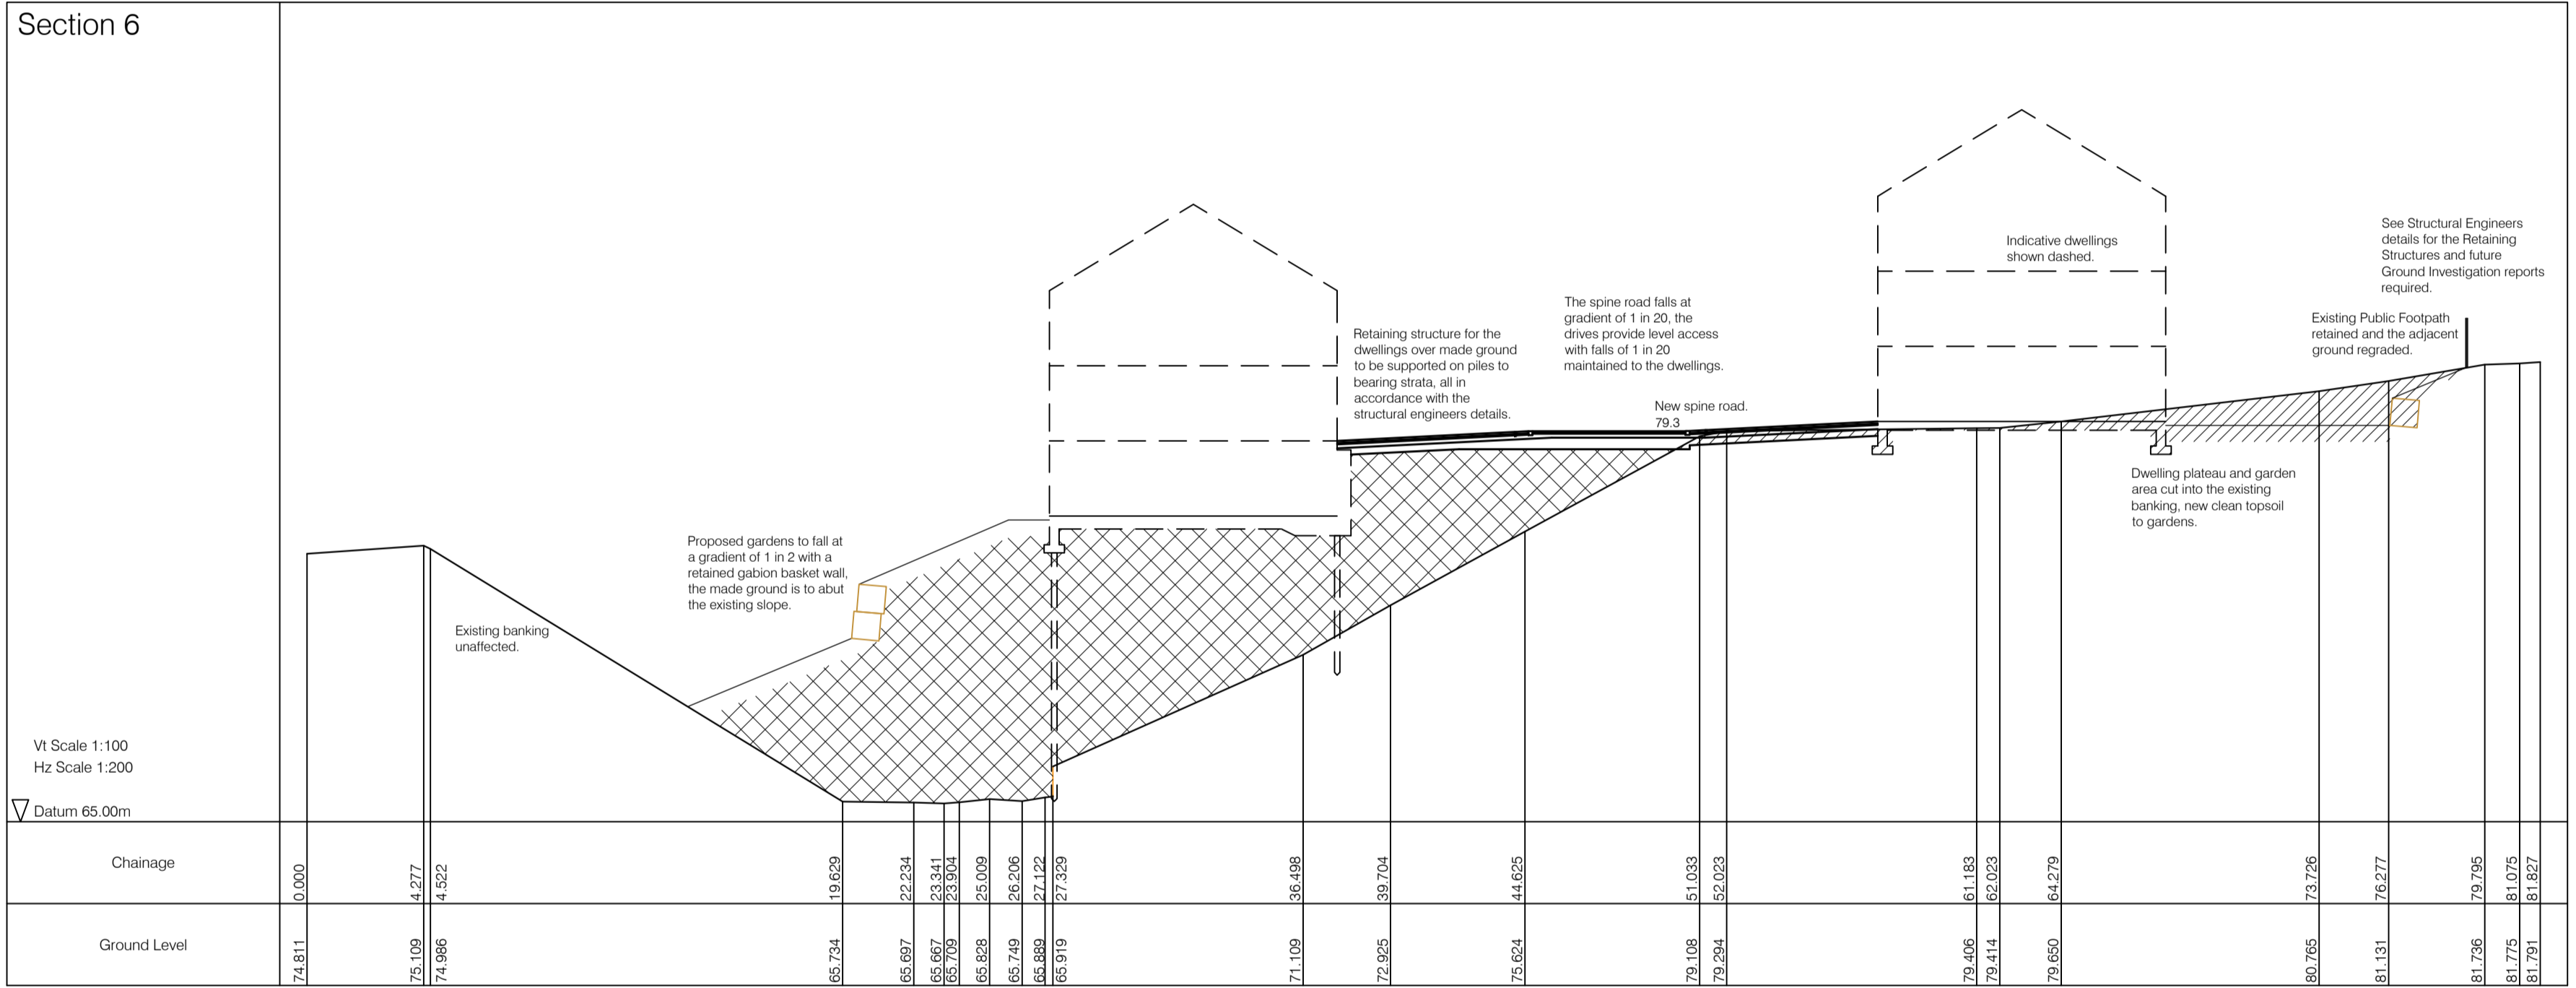 Section 6
See Structural Engineers
details for the Retaining
Structures and future
Ground Investigation reports
required.
Indicative dwellings
shown dashed.
The spine road falls at
gradient of 1 in 20, the
drives provide level access
with falls of 1 in 20
maintained to the dwellings.
Existing Public Footpath
retained and the adjacent
ground regraded.
Retaining structure for the
dwellings over made ground
to be supported on piles to
bearing strata, all in
accordance with the
structural engineers details.
New spine road.
79.3
Dwelling plateau and garden
area cut into the existing
banking, new clean topsoil
to gardens.
Proposed gardens to fall at
a gradient of 1 in 2 with a
retained gabion basket wall,
the made ground is to abut
the existing slope.
Existing banking
unaffected.
Vt Scale 1:100
Hz Scale 1:200
Datum 65.00m
Chainage
0.000
4.277
4.522
19.629
22.234
23.341
23.904
25.009
26.206
27.122
27.329
36.498
39.704
44.625
51.033
52.023
61.183
62.023
64.279
73.726
76.277
79.795
81.075
81.827
Ground Level
74.811
75.109
74.986
65.734
65.697
65.667
65.709
65.828
65.749
65.889
65.919
71.109
72.925
75.624
79.108
79.294
79.406
79.414
79.650
80.765
81.131
81.736
81.775
81.791